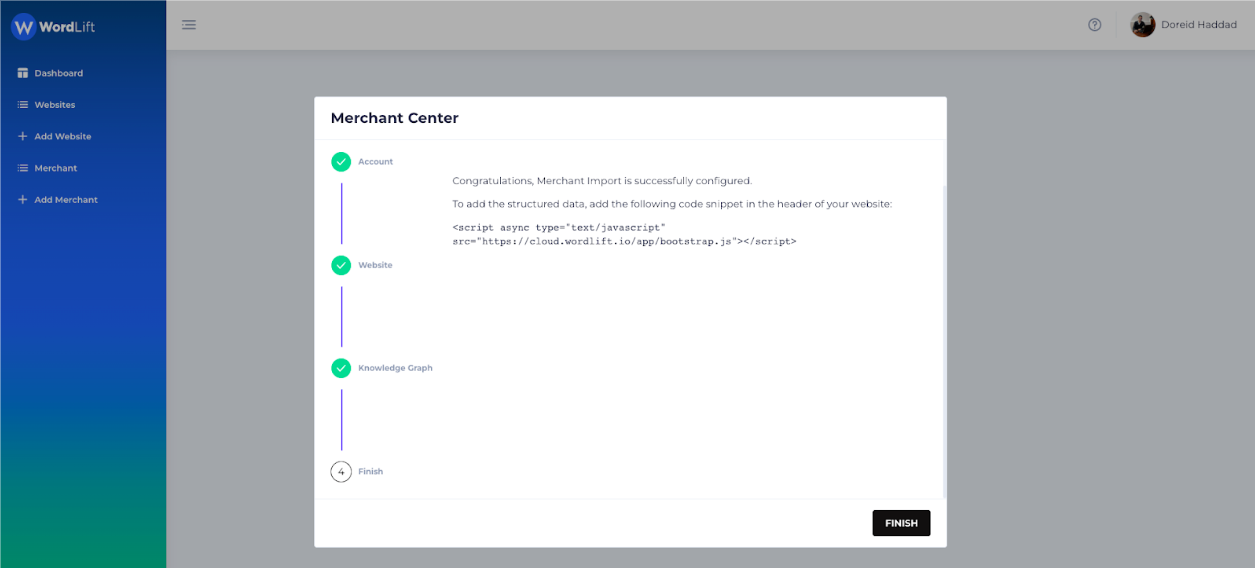 WordLift
Doreid Haddad
Dashboard
Websites
Add Website
Merchant
Add Merchant
Merchant Center
Account
Congratulations, Merchant Import is successfully configured.
To add the structured data, add the following code snippet in the header of your website:
<script async type="text/javascript"
src="https://cloud.wordlift.io/app/bootstrap.js"></script>
Website
Knowledge Graph
4 Finish
FINISH